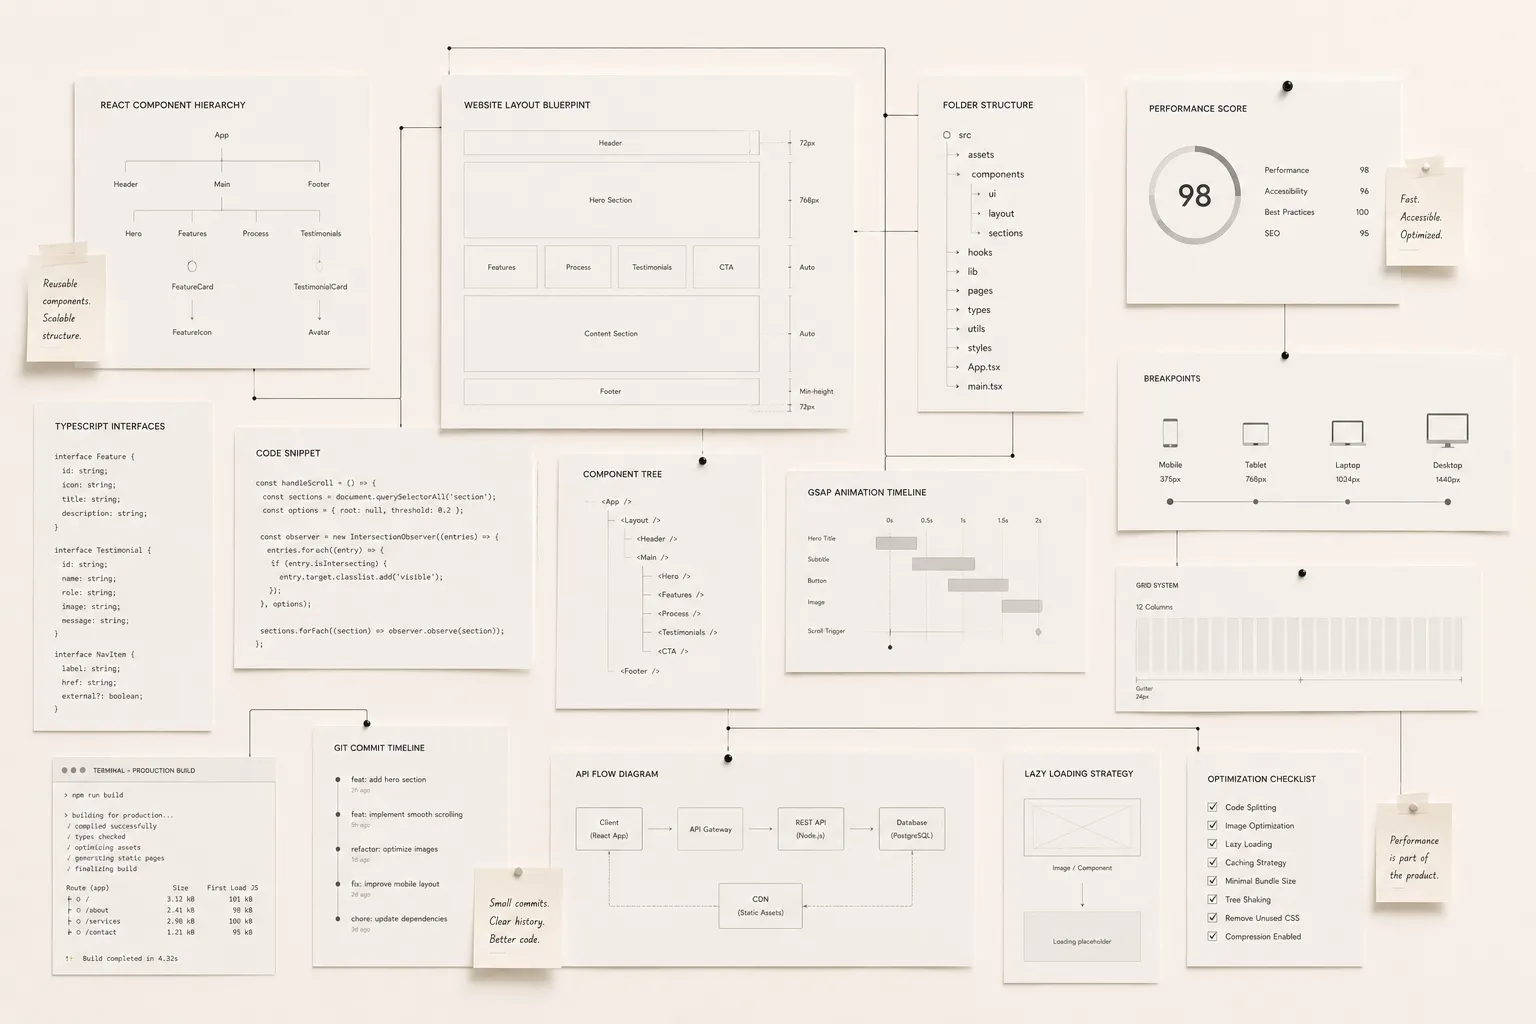 REACT COMPONENT HIERARCHY
App
Header Main Footer
Hero Features Process Testimonials
FeatureCard TestimonialCard
FeatureIcon Avatar
Reusable
components.
Scalable
structure.
WEBSITE LAYOUT BLUEPRINT
Header 72px
Hero Section 768px
Features Process Testimonials CTA Auto
Content Section Auto
Footer Min-height
72px
FOLDER STRUCTURE
src
assets
components
ui
layout
sections
hooks
lib
pages
types
utils
styles
App.tsx
main.tsx
PERFORMANCE SCORE
98
Performance 98
Accessibility 96
Best Practices 100
SEO 95
Fast.
Accessible.
Optimized.
BREAKPOINTS
Mobile Tablet Laptop Desktop
375px 768px 1024px 1440px
TYPESCRIPT INTERFACES
interface Feature {
id: string;
icon: string;
title: string;
description: string;
}
interface Testimonial {
id: string;
name: string;
role: string;
image: string;
message: string;
}
interface NavItem {
label: string;
href: string;
external?: boolean;
}
CODE SNIPPET
const handleScroll = () => {
const sections = document.querySelectorAll('section');
const options = { root: null, threshold: 0.2 };
const observer = new IntersectionObserver((entries) => {
entries.forEach((entry) => {
if (entry.isIntersecting) {
entry.target.classlist.add('visible');
});
}, options);
sections.forFach((section) => observer.observe(section));
};
COMPONENT TREE
<App />
<Layout />
<Header />
<Main />
<Hero />
<Features />
<Process />
<Testimonials />
<CTA />
<Footer />
GSAP ANIMATION TIMELINE
0s 0.5s 1s 1.5s 2s
Hero Title
Subtitle
Button
Image
Scroll Trigger
GRID SYSTEM
12 Columns
Gutter
24px
TERMINAL – PRODUCTION BUILD
> npm run build
> building for production...
√ compiled successfully
√ types checked
√ optimizing assets
√ generating static pages
√ finalizing build
Route (app) Size First Load JS
○ / 3.12 kB 101 kB
○ /about 2.41 kB 98 kB
○ /services 2.98 kB 100 kB
○ /contact 1.21 kB 95 kB
Build completed in 4.32s
GIT COMMIT TIMELINE
feat: add hero section
2h ago
feat: implement smooth scrolling
5h ago
refactor: optimize images
1d ago
fix: improve mobile layout
2d ago
chore: update dependencies
3d ago
Small commits.
Clear history.
Better code.
API FLOW DIAGRAM
Client
(React App)
API Gateway
REST API
(Node.js)
Database
(PostgreSQL)
CDN
(Static Assets)
LAZY LOADING STRATEGY
Image / Component
Loading placeholder
OPTIMIZATION CHECKLIST
Code Splitting
Image Optimization
Lazy Loading
Caching Strategy
Minimal Bundle Size
Tree Shaking
Remove Unused CSS
Compression Enabled
Performance
is part of
the product.